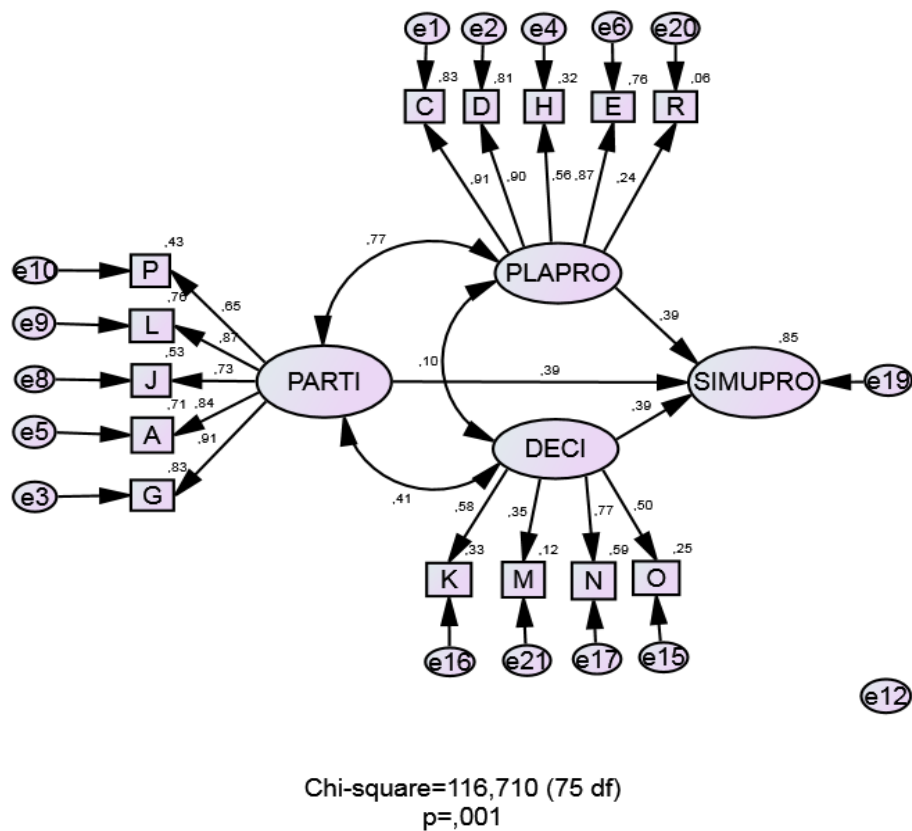 e1 e2 e4 e6 e20
,83 ,81 ,32 ,76 ,06
C D H E R
,91 ,90 ,56 ,87 ,24
,43
e10 P
,77
PLAPRO
,65
,76
e9 L
,87
,39
,53
,85
e8 J
,73
PARTI
,10
,39
SIMUPRO
e19
,71 ,84
,39
e5 A
,91
DECI
,83
e3 G
,41
,58 ,35 ,77 ,50
,33 ,12 ,59 ,25
K M N O
e16 e21 e17 e15
e12
Chi-square=116,710 (75 df)
p=,001